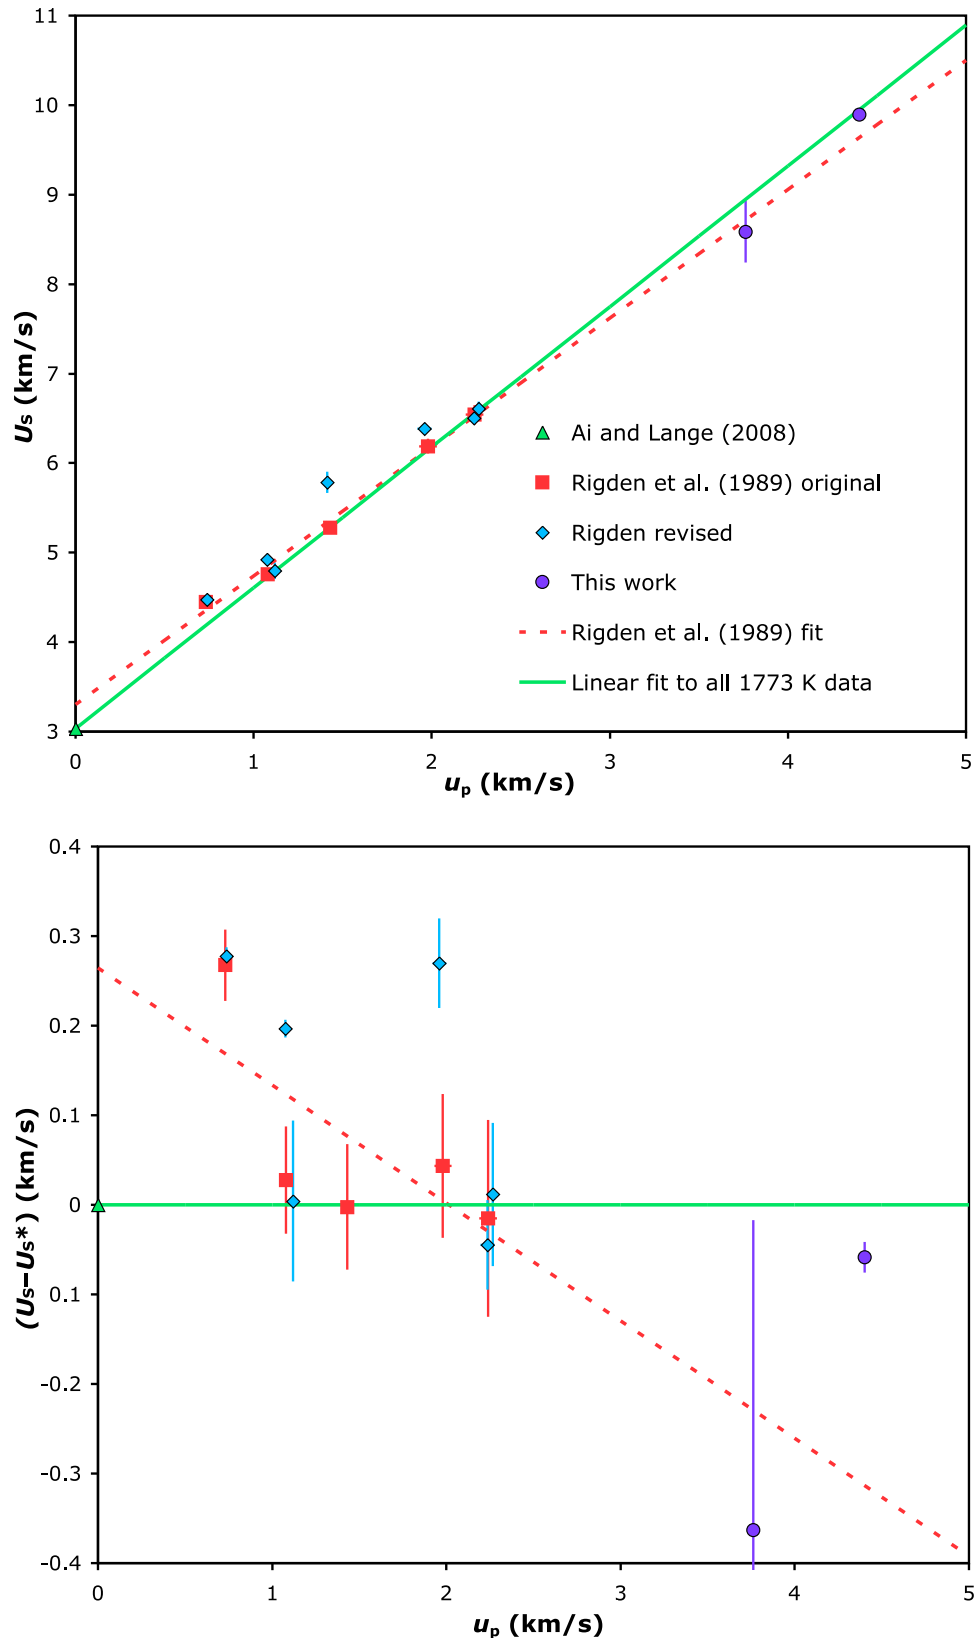 11
10
9
8
7
6
5
4
3
Us (km/s)
Ai and Lange (2008)
Rigden et al. (1989) original
Rigden revised
This work
Rigden et al. (1989) fit
Linear fit to all 1773 K data
0 1 2 3 4 5
up (km/s)
0.4
0.3
0.2
0.1
0
0.1
-0.2
-0.3
-0.4
(Us–Us*) (km/s)
0 1 2 3 4 5
up (km/s)